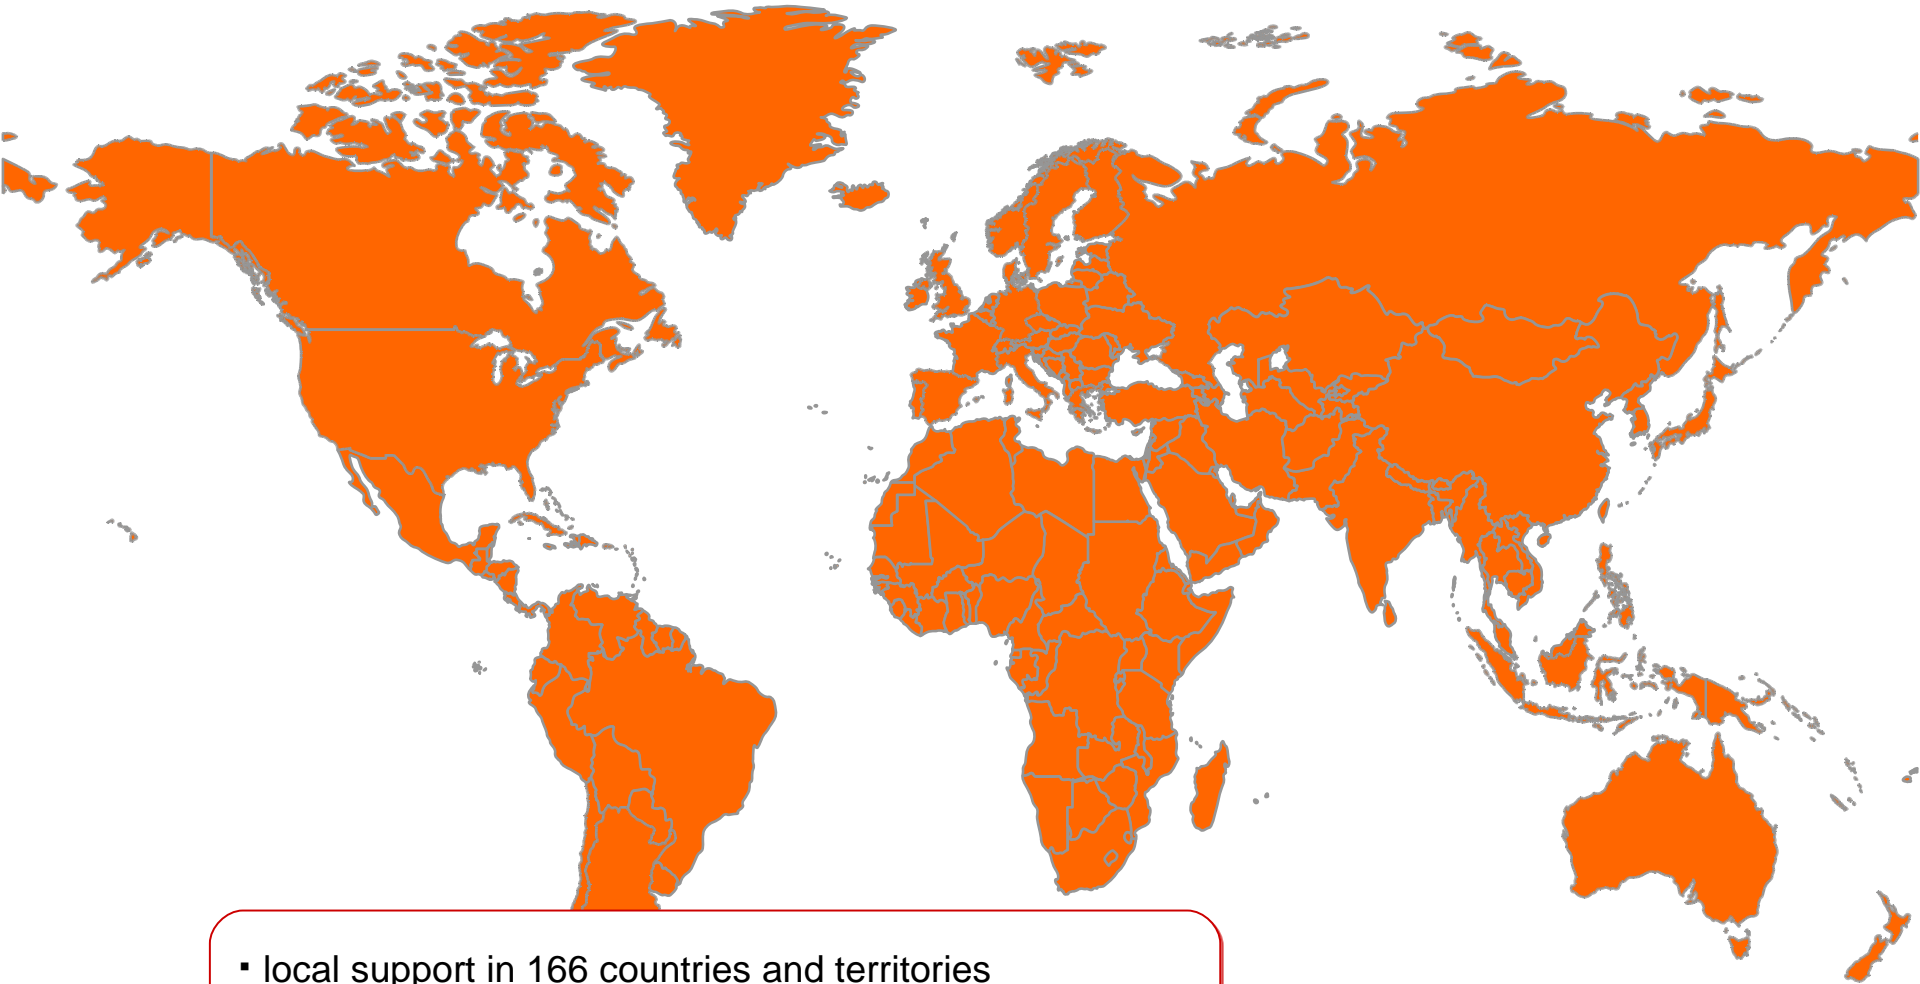 ▪ local support in 166 countries and territories